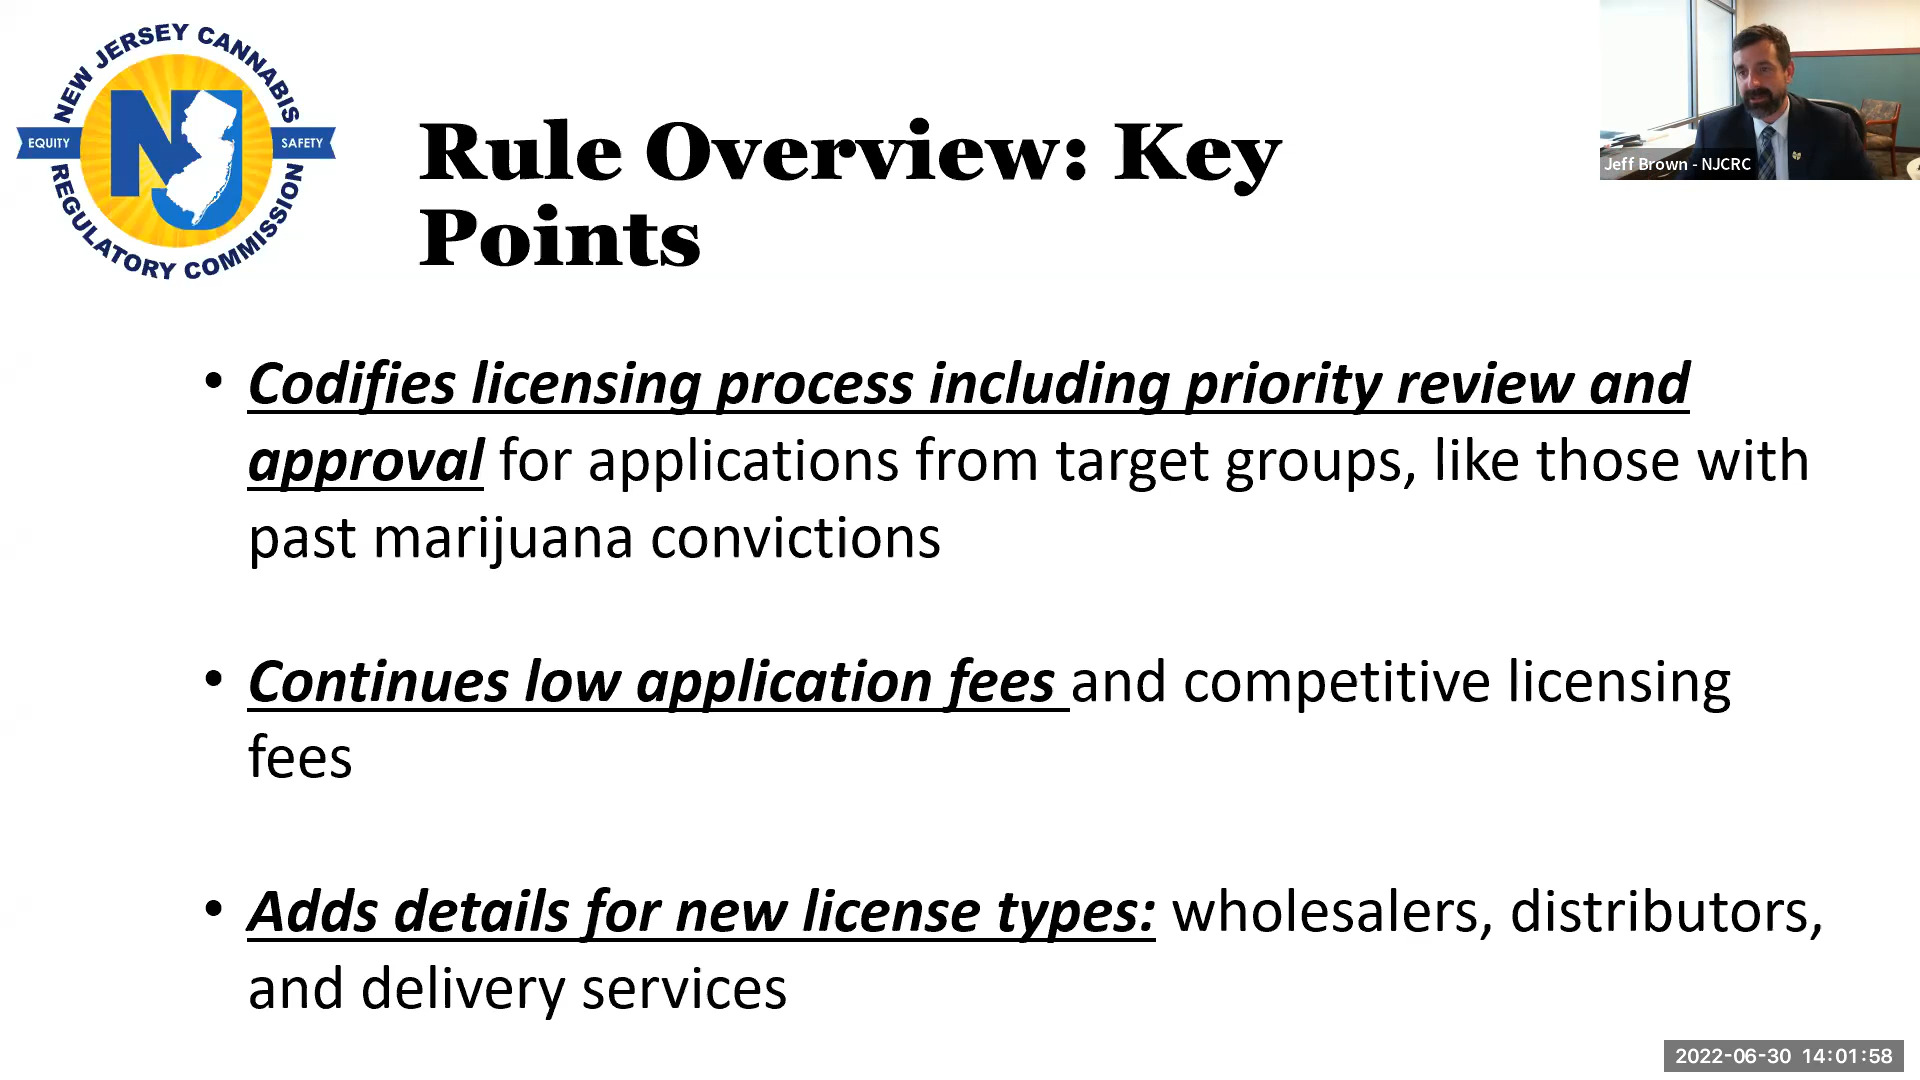 NEW JERSEY CANNABIS
EQUITY
SAFETY
NJ
REGULATORY COMMISSION
Rule Overview: Key
Points
Jeff Brown - NJCRC
• Codifies licensing process including priority review and
approval for applications from target groups, like those with
past marijuana convictions
• Continues low application fees and competitive licensing
fees
• Adds details for new license types: wholesalers, distributors,
and delivery services
2022-06-30 14:01:58